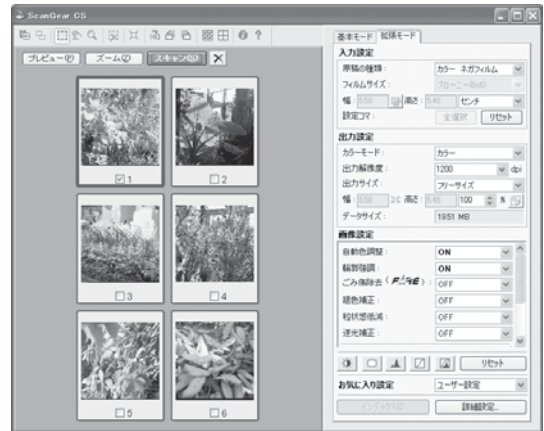 ScanGear CS
基本モード 拡張モード
プレビュー(P) ズーム(Z) スキャン(S)
入力設定
原稿の種類： カラー ネガフィルム
フィルムサイズ：
幅： 高さ： センチ
設定コマ： 全選択 リセット
出力設定
カラーモード： カラー
出力解像度： 1200 dpi
出力サイズ： フリーサイズ
幅： 高さ： 100 %
データサイズ： 19.51 MB
画像設定
自動色調整： ON
輪郭強調： ON
ごみ傷除去 (FARE)： OFF
褪色補正： OFF
粒状感低減： OFF
逆光補正： OFF
リセット
お気に入り設定 ユーザー設定
詳細設定...
1
2
3
4
5
6